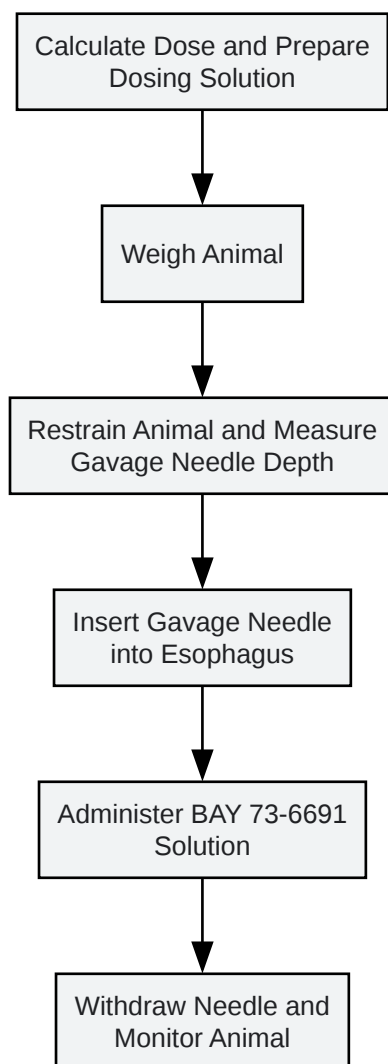 Calculate Dose and Prepare
Dosing Solution
Weigh Animal
Restrain Animal and Measure
Gavage Needle Depth
Insert Gavage Needle
into Esophagus
Administer BAY 73-6691
Solution
Withdraw Needle and
Monitor Animal